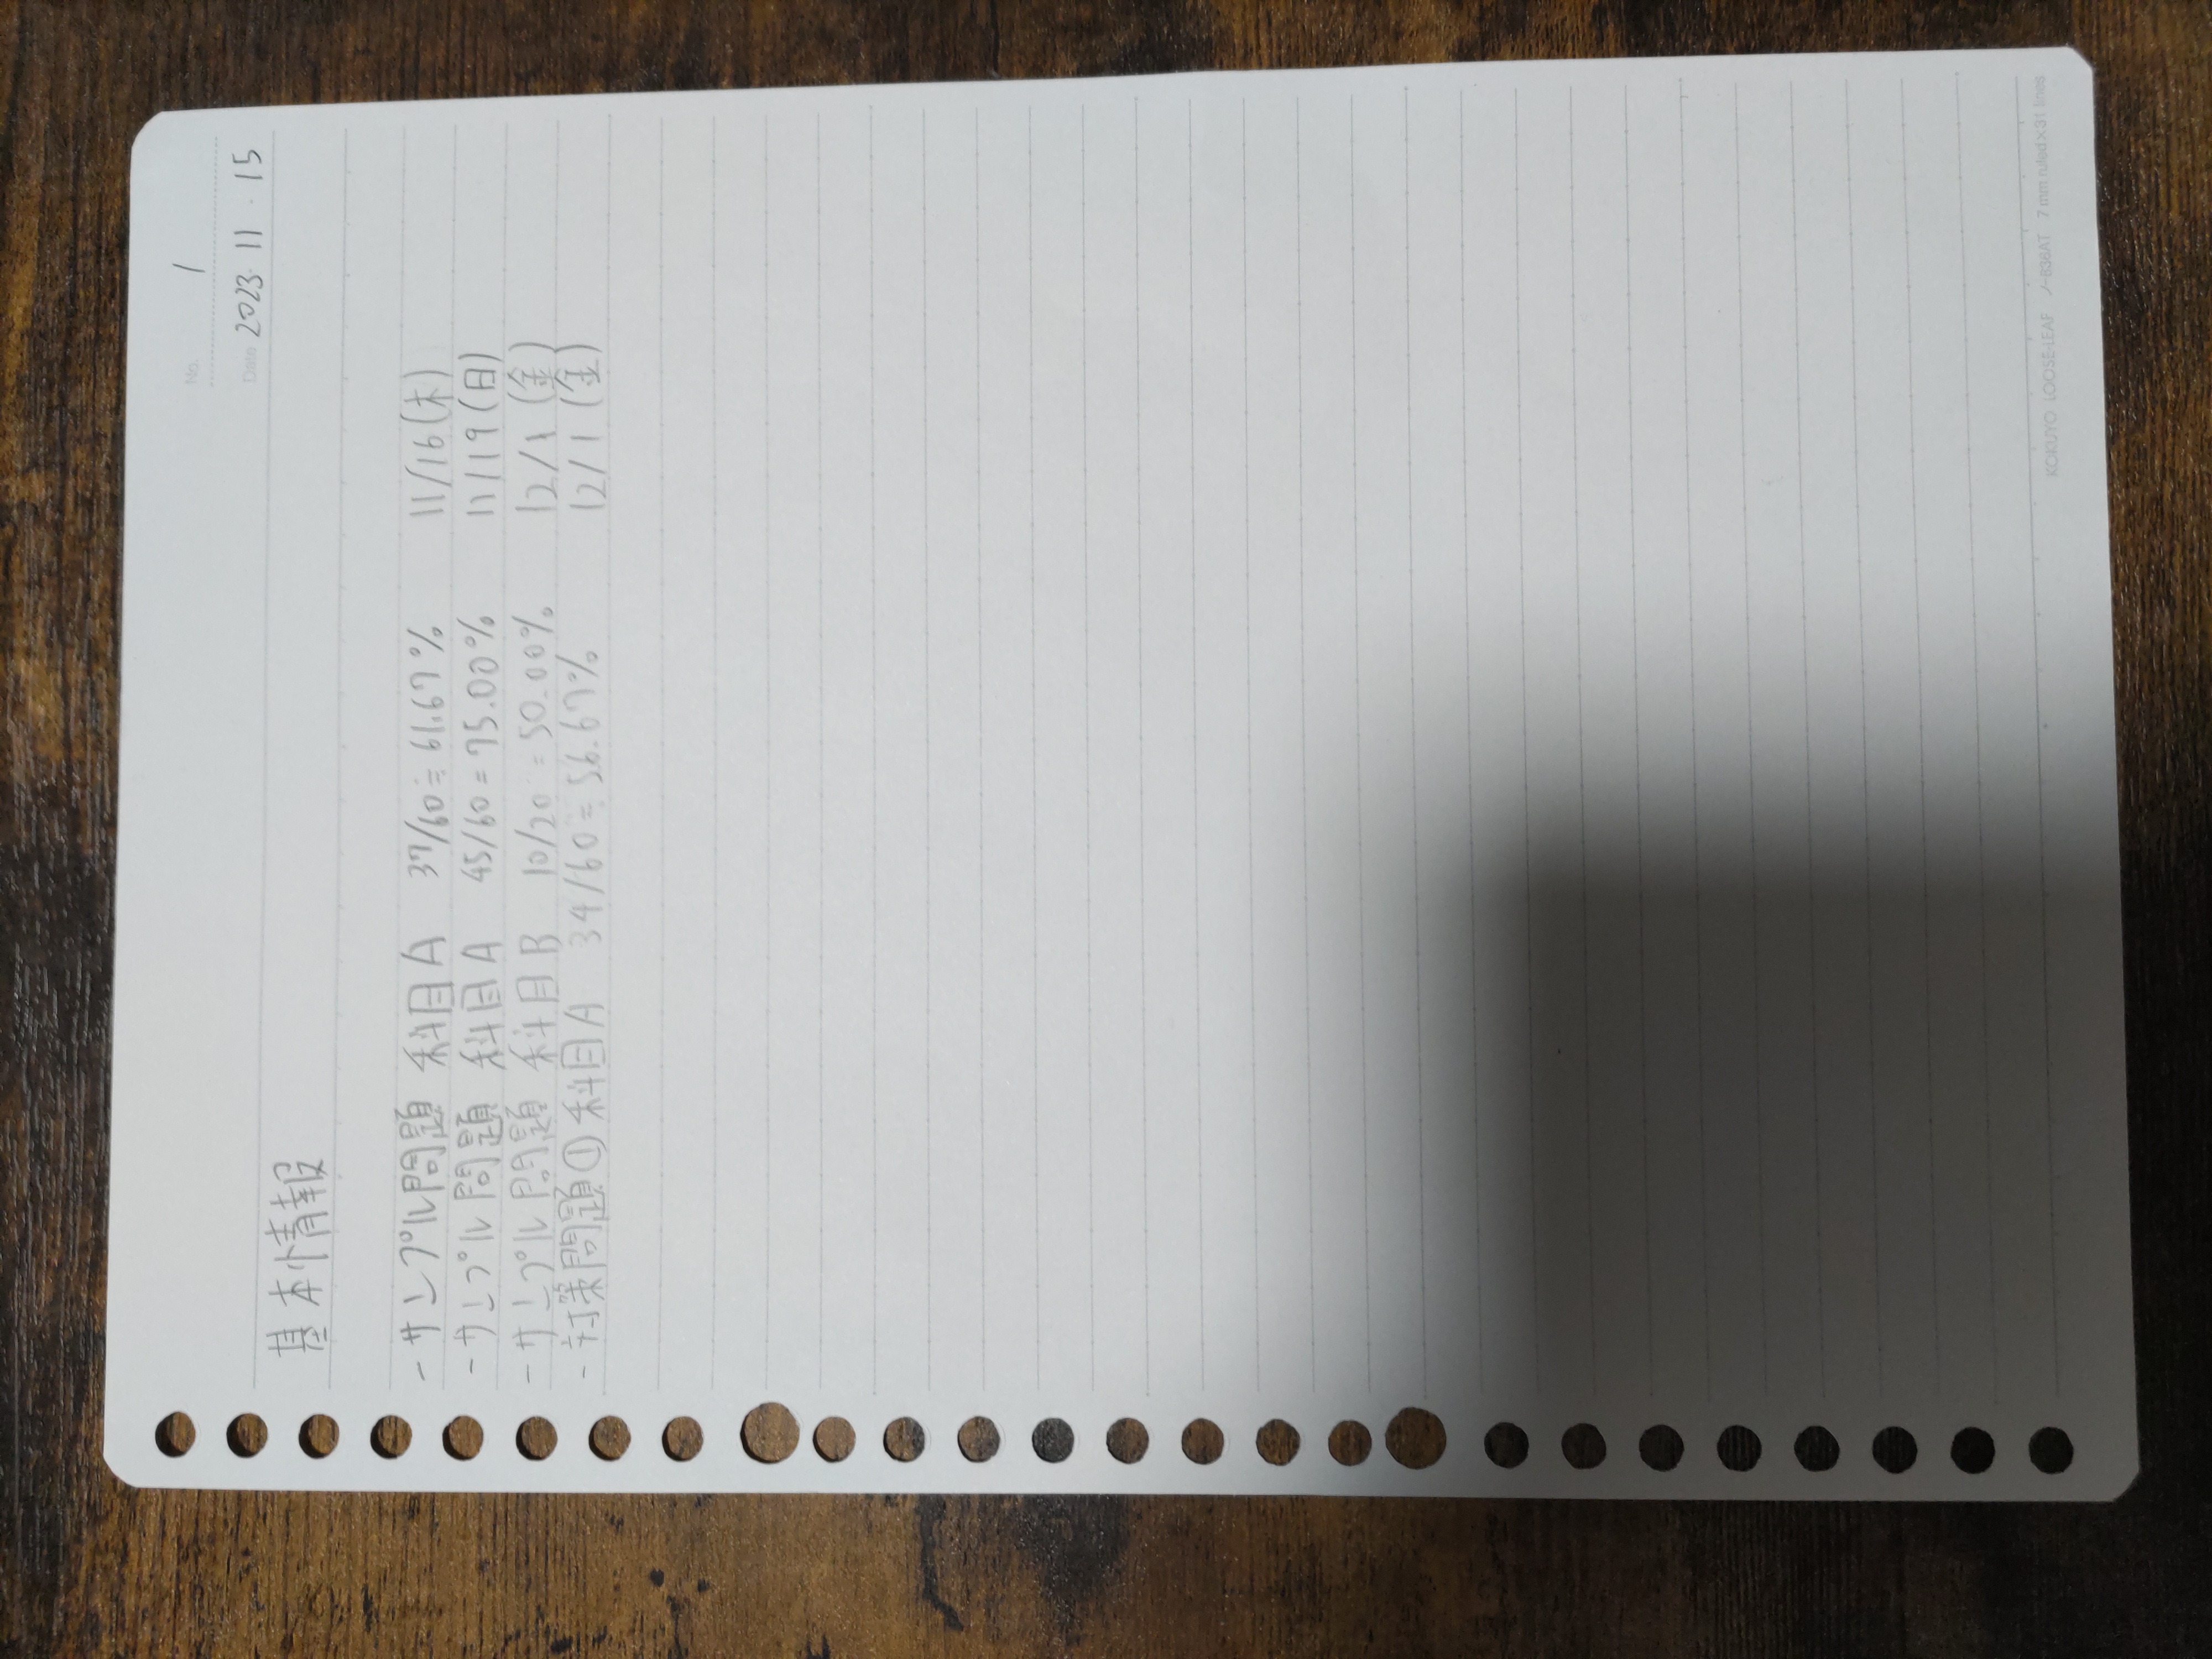 No. 1
Date 2023・11・15
基本情報
- サンプル問題 科目A 37/60≒61.67% 11/16(木)
- サンプル問題 科目A 45/60=75.00% 11/19(日)
- サンプル問題 科目B 10/20=50.00% 12/1(金)
- 対策問題① 科目A 34/60≒56.67% 12/1(金)
KOKUYO LOOSE-LEAF ノ-836AT 7 mm ruled×31 lines